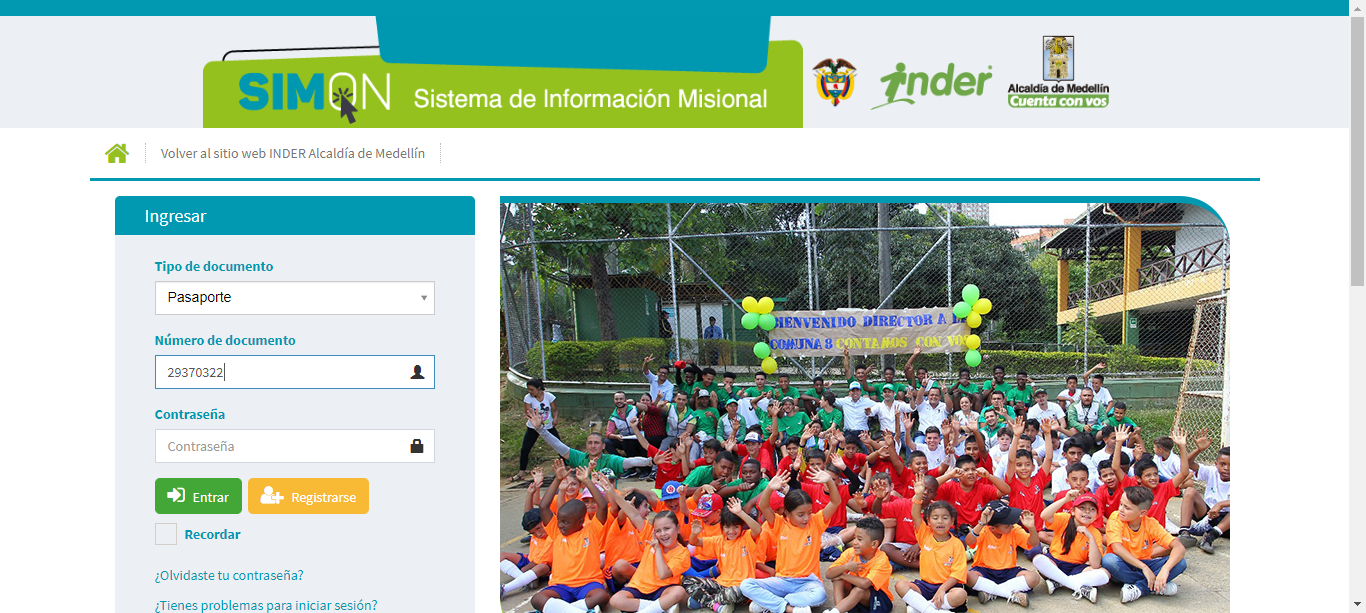 SIMON Sistema de Información Misional
inder
Alcaldía de Medellín
Cuenta con vos
Volver al sitio web INDER Alcaldía de Medellín
Ingresar
Tipo de documento
Pasaporte
Número de documento
29370322
Contraseña
Contraseña
Entrar
Registrarse
Recordar
¿Olvidaste tu contraseña?
¿Tienes problemas para iniciar sesión?
BIENVENIDO DIRECTOR A L
COMUNA 8 CONTAMOS CON VOS